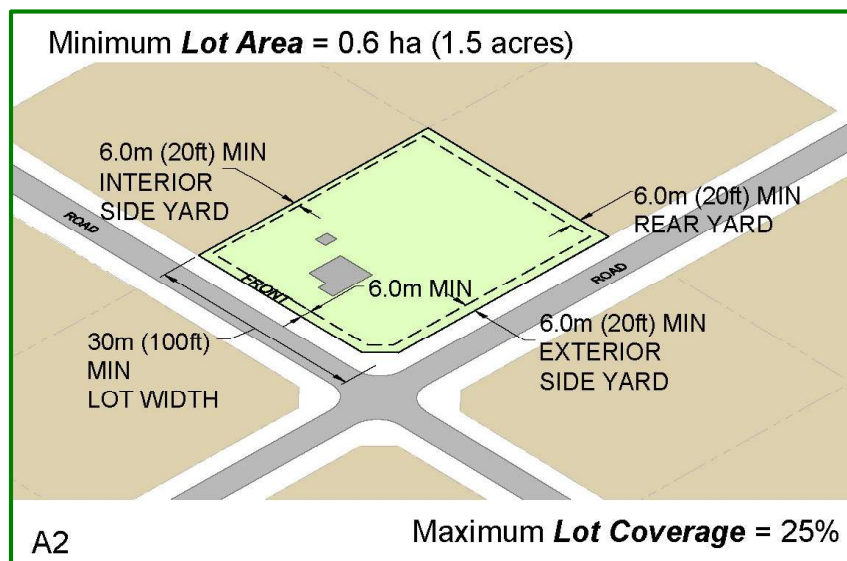 Minimum Lot Area = 0.6 ha (1.5 acres)
6.0m (20ft) MIN
INTERIOR
SIDE YARD
6.0m (20ft) MIN
REAR YARD
ROAD
ROAD
FRONT
6.0m MIN
30m (100ft)
MIN
LOT WIDTH
6.0m (20ft) MIN
EXTERIOR
SIDE YARD
A2
Maximum Lot Coverage = 25%